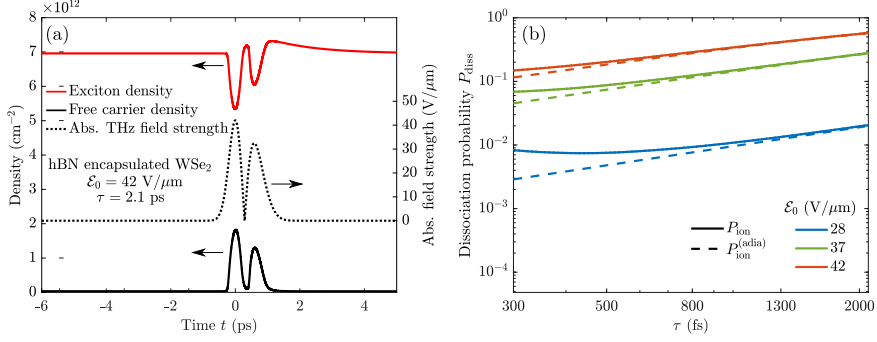 ×10¹²
(a)
8
7
6
5
4
3
2
1
0
Density (cm⁻²)
Exciton density
Free carrier density
Abs. THz field strength
hBN encapsulated WSe₂
ℰ₀ = 42 V/μm
τ = 2.1 ps
50
40
30
20
10
0
Abs. field strength (V/μm)
−6 −4 −2 0 2 4
Time t (ps)
(b)
10⁰
10⁻¹
10⁻²
10⁻³
10⁻⁴
Dissociation probability P_diss
ℰ₀ (V/μm)
P_ion
P_ion^(adia)
28
37
42
300 500 800 1300 2000
τ (fs)